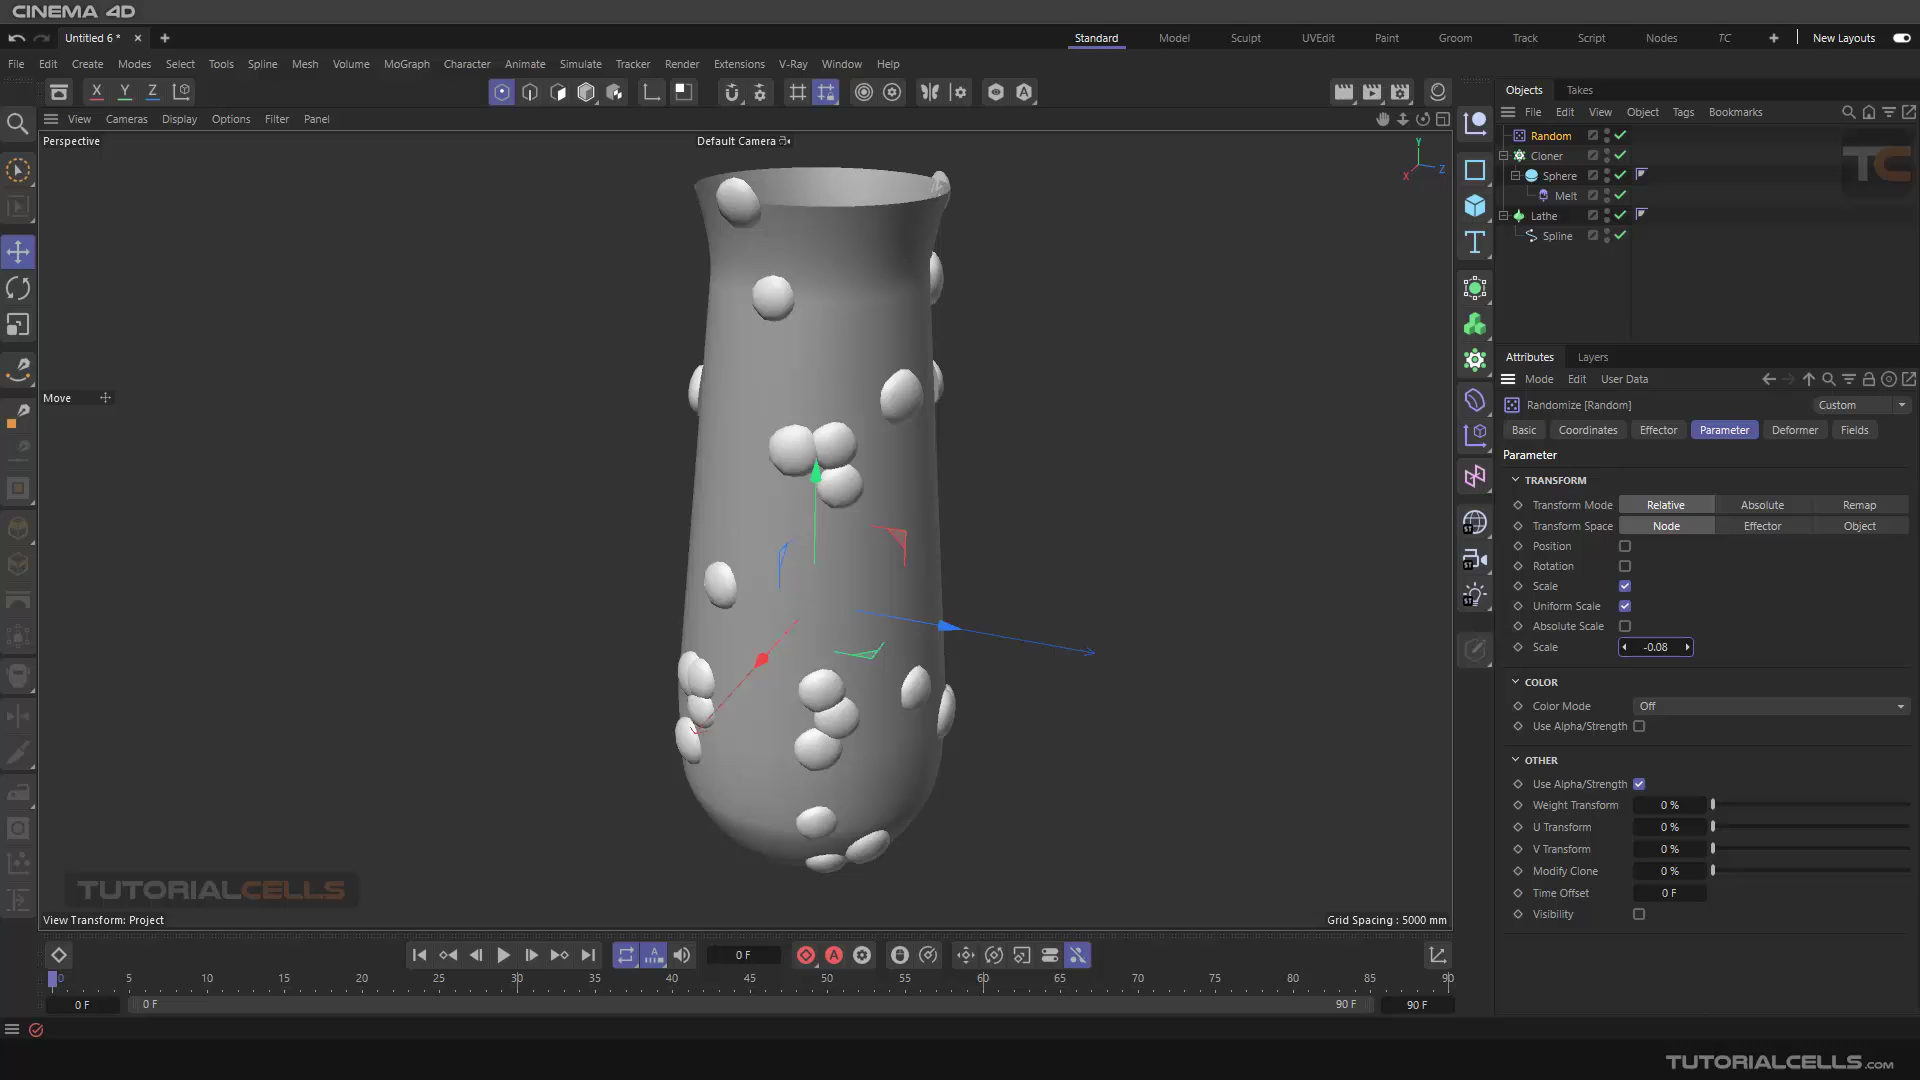 CINEMA 4D
Untitled 6 *
Standard
Model
Sculpt
UVEdit
Paint
Groom
Track
Script
Nodes
TC
New Layouts
File Edit Create Modes Select Tools Spline Mesh Volume MoGraph Character Animate Simulate Tracker Render Extensions V-Ray Window Help
X Y Z
View Cameras Display Options Filter Panel
Perspective
Default Camera
Y
Z
X
Move
TUTORIALCELLS
View Transform: Project
Grid Spacing : 5000 mm
Objects Takes
File Edit View Object Tags Bookmarks
Random
Cloner
Sphere
Melt
Lathe
Spline
TC
Attributes Layers
Mode Edit User Data
Randomize [Random]
Custom
Basic Coordinates Effector Parameter Deformer Fields
Parameter
TRANSFORM
Transform Mode Relative Absolute Remap
Transform Space Node Effector Object
Position
Rotation
Scale
Uniform Scale
Absolute Scale
Scale -0.08
COLOR
Color Mode Off
Use Alpha/Strength
OTHER
Use Alpha/Strength
Weight Transform 0 %
U Transform 0 %
V Transform 0 %
Modify Clone 0 %
Time Offset 0 F
Visibility
0 F
0 5 10 15 20 25 30 35 40 45 50 55 60 65 70 75 80 85 90
0 F 0 F 90 F 90 F
TUTORIALCELLS.com